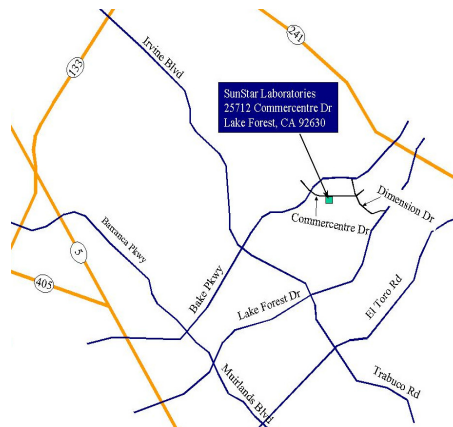 241
Irvine Blvd
133
SunStar Laboratories
25712 Commercentre Dr
Lake Forest, CA 92630
Dimension Dr
Commercentre Dr
Barranca Pkwy
5
405
Bake Pkwy
Lake Forest Dr
El Toro Rd
Muirlands Blvd
Trabuco Rd